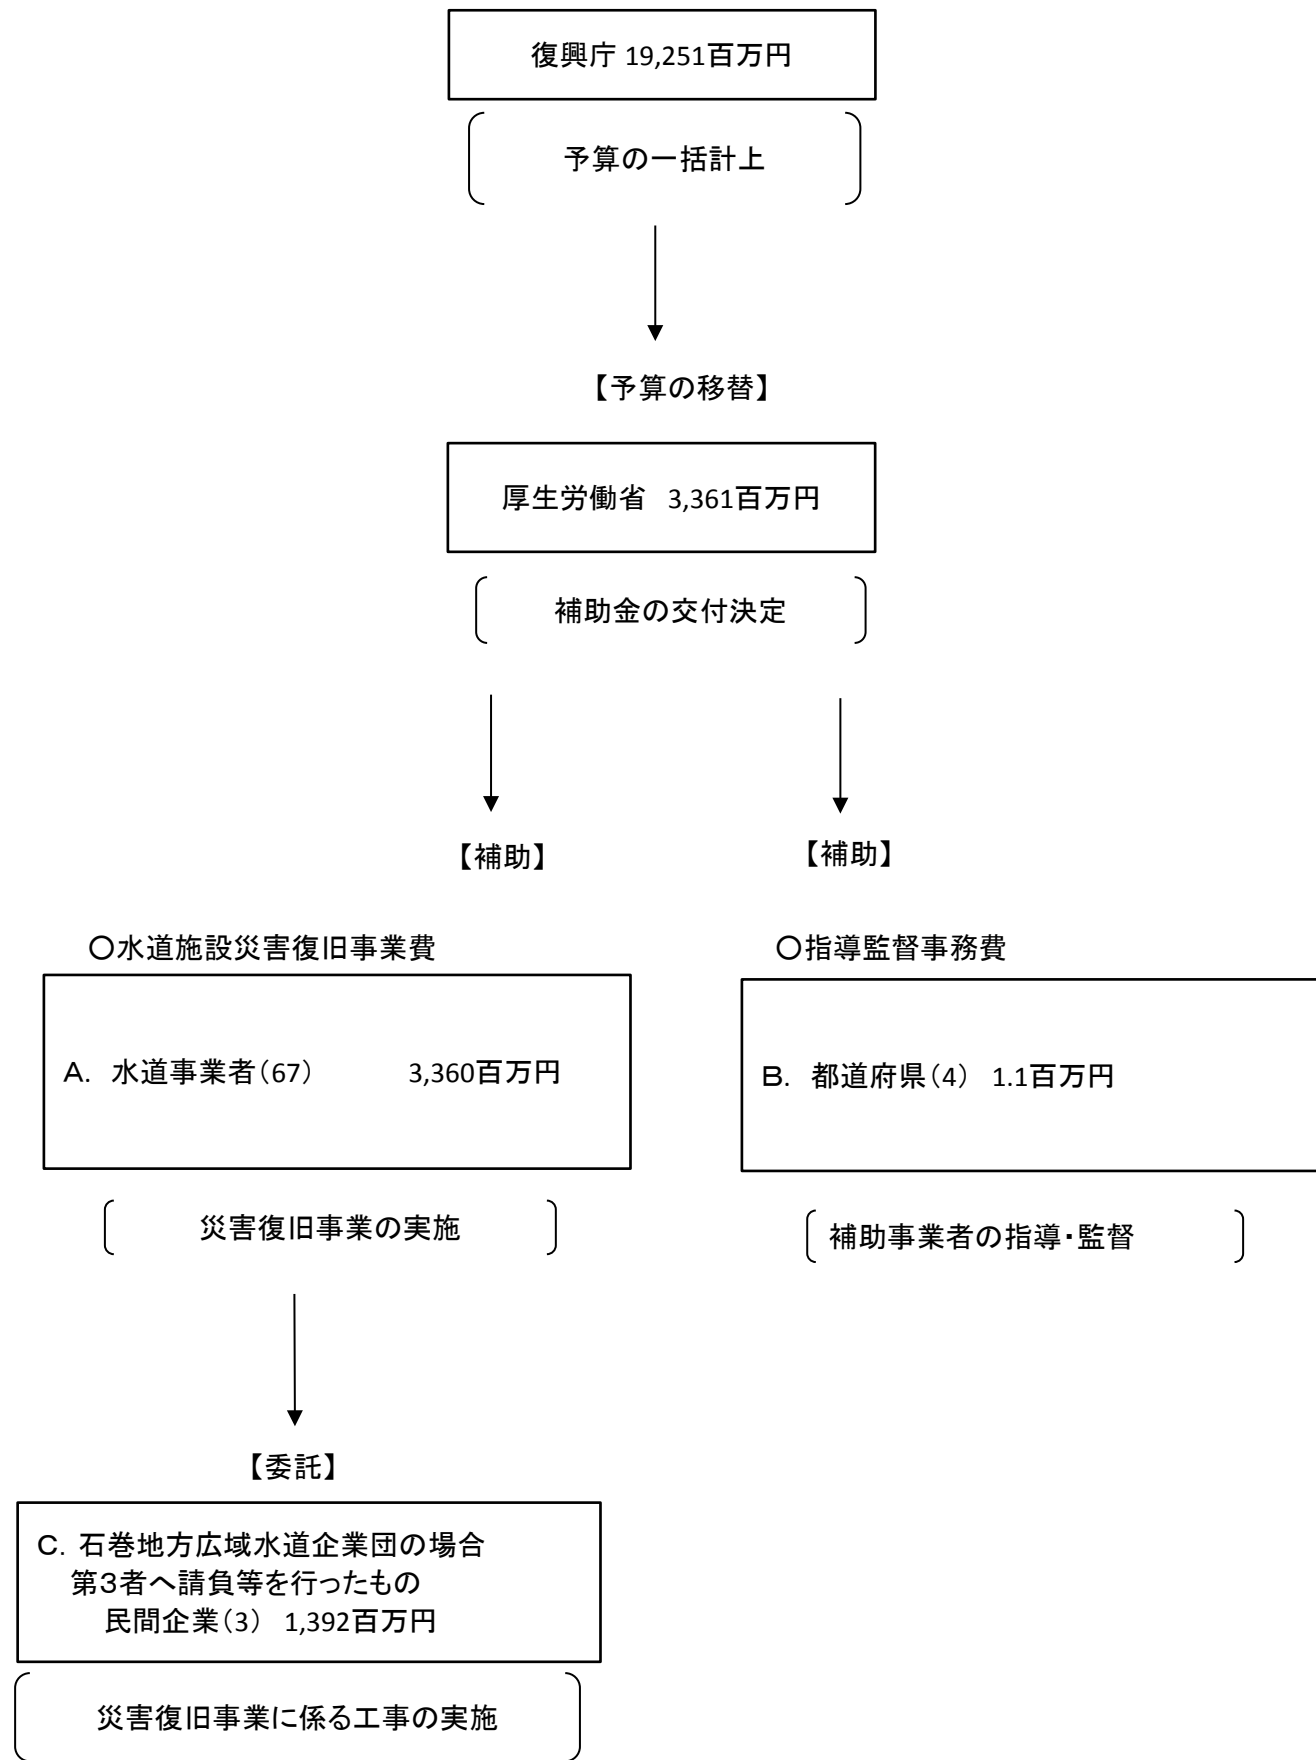 復興庁 19,251百万円
予算の一括計上
【予算の移替】
厚生労働省 3,361百万円
補助金の交付決定
【補助】 【補助】
○水道施設災害復旧事業費 ○指導監督事務費
A. 水道事業者(67) 3,360百万円
B. 都道府県(4) 1.1百万円
災害復旧事業の実施
補助事業者の指導・監督
【委託】
C. 石巻地方広域水道企業団の場合
第3者へ請負等を行ったもの
民間企業(3) 1,392百万円
災害復旧事業に係る工事の実施